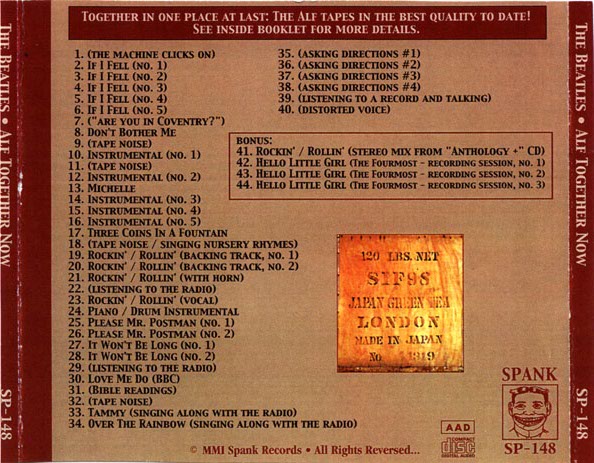 TOGETHER IN ONE PLACE AT LAST: THE ALF TAPES IN THE BEST QUALITY TO DATE!
SEE INSIDE BOOKLET FOR MORE DETAILS.
THE BEATLES • ALF TOGETHER NOW
SP-148
1. (THE MACHINE CLICKS ON)
2. IF I FELL (NO. 1)
3. IF I FELL (NO. 2)
4. IF I FELL (NO. 3)
5. IF I FELL (NO. 4)
6. IF I FELL (NO. 5)
7. ("ARE YOU IN COVENTRY?")
8. DON'T BOTHER ME
9. (TAPE NOISE)
10. INSTRUMENTAL (NO. 1)
11. (TAPE NOISE)
12. INSTRUMENTAL (NO. 2)
13. MICHELLE
14. INSTRUMENTAL (NO. 3)
15. INSTRUMENTAL (NO. 4)
16. INSTRUMENTAL (NO. 5)
17. THREE COINS IN A FOUNTAIN
18. (TAPE NOISE / SINGING NURSERY RHYMES)
19. ROCKIN' / ROLLIN' (BACKING TRACK, NO. 1)
20. ROCKIN' / ROLLIN' (BACKING TRACK, NO. 2)
21. ROCKIN' / ROLLIN' (WITH HORN)
22. (LISTENING TO THE RADIO)
23. ROCKIN' / ROLLIN' (VOCAL)
24. PIANO / DRUM INSTRUMENTAL
25. PLEASE MR. POSTMAN (NO. 1)
26. PLEASE MR. POSTMAN (NO. 2)
27. IT WON'T BE LONG (NO. 1)
28. IT WON'T BE LONG (NO. 2)
29. (LISTENING TO THE RADIO)
30. LOVE ME DO (BBC)
31. (BIBLE READINGS)
32. (TAPE NOISE)
33. TAMMY (SINGING ALONG WITH THE RADIO)
34. OVER THE RAINBOW (SINGING ALONG WITH THE RADIO)
35. (ASKING DIRECTIONS #1)
36. (ASKING DIRECTIONS #2)
37. (ASKING DIRECTIONS #3)
38. (ASKING DIRECTIONS #4)
39. (LISTENING TO A RECORD AND TALKING)
40. (DISTORTED VOICE)
BONUS:
41. ROCKIN' / ROLLIN' (STEREO MIX FROM "ANTHOLOGY +" CD)
42. HELLO LITTLE GIRL (THE FOURMOST - RECORDING SESSION, NO. 1)
43. HELLO LITTLE GIRL (THE FOURMOST - RECORDING SESSION, NO. 2)
44. HELLO LITTLE GIRL (THE FOURMOST - RECORDING SESSION, NO. 3)
120 LBS. NET
SIF98
JAPAN GREEN TEA
LONDON
MADE IN JAPAN
No 1319
SPANK
SP-148
AAD
COMPACT
disc
DIGITAL AUDIO
© MMI SPANK RECORDS • ALL RIGHTS REVERSED...
THE BEATLES • ALF TOGETHER NOW
SP-148